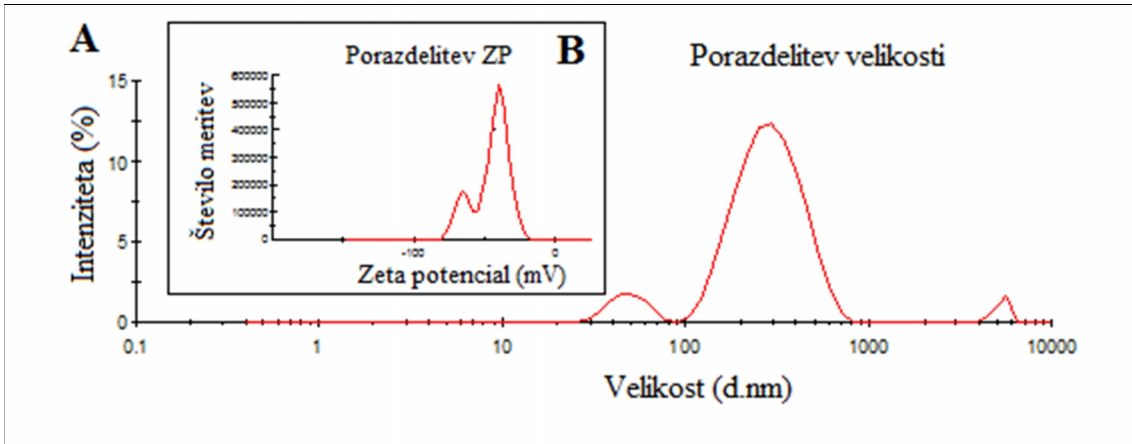 A
B
Porazdelitev ZP
Število meritev
600000
500000
400000
300000
200000
100000
0
-100
0
Zeta potencial (mV)
Porazdelitev velikosti
Intenziteta (%)
15
10
5
0
0.1
1
10
100
1000
10000
Velikost (d.nm)